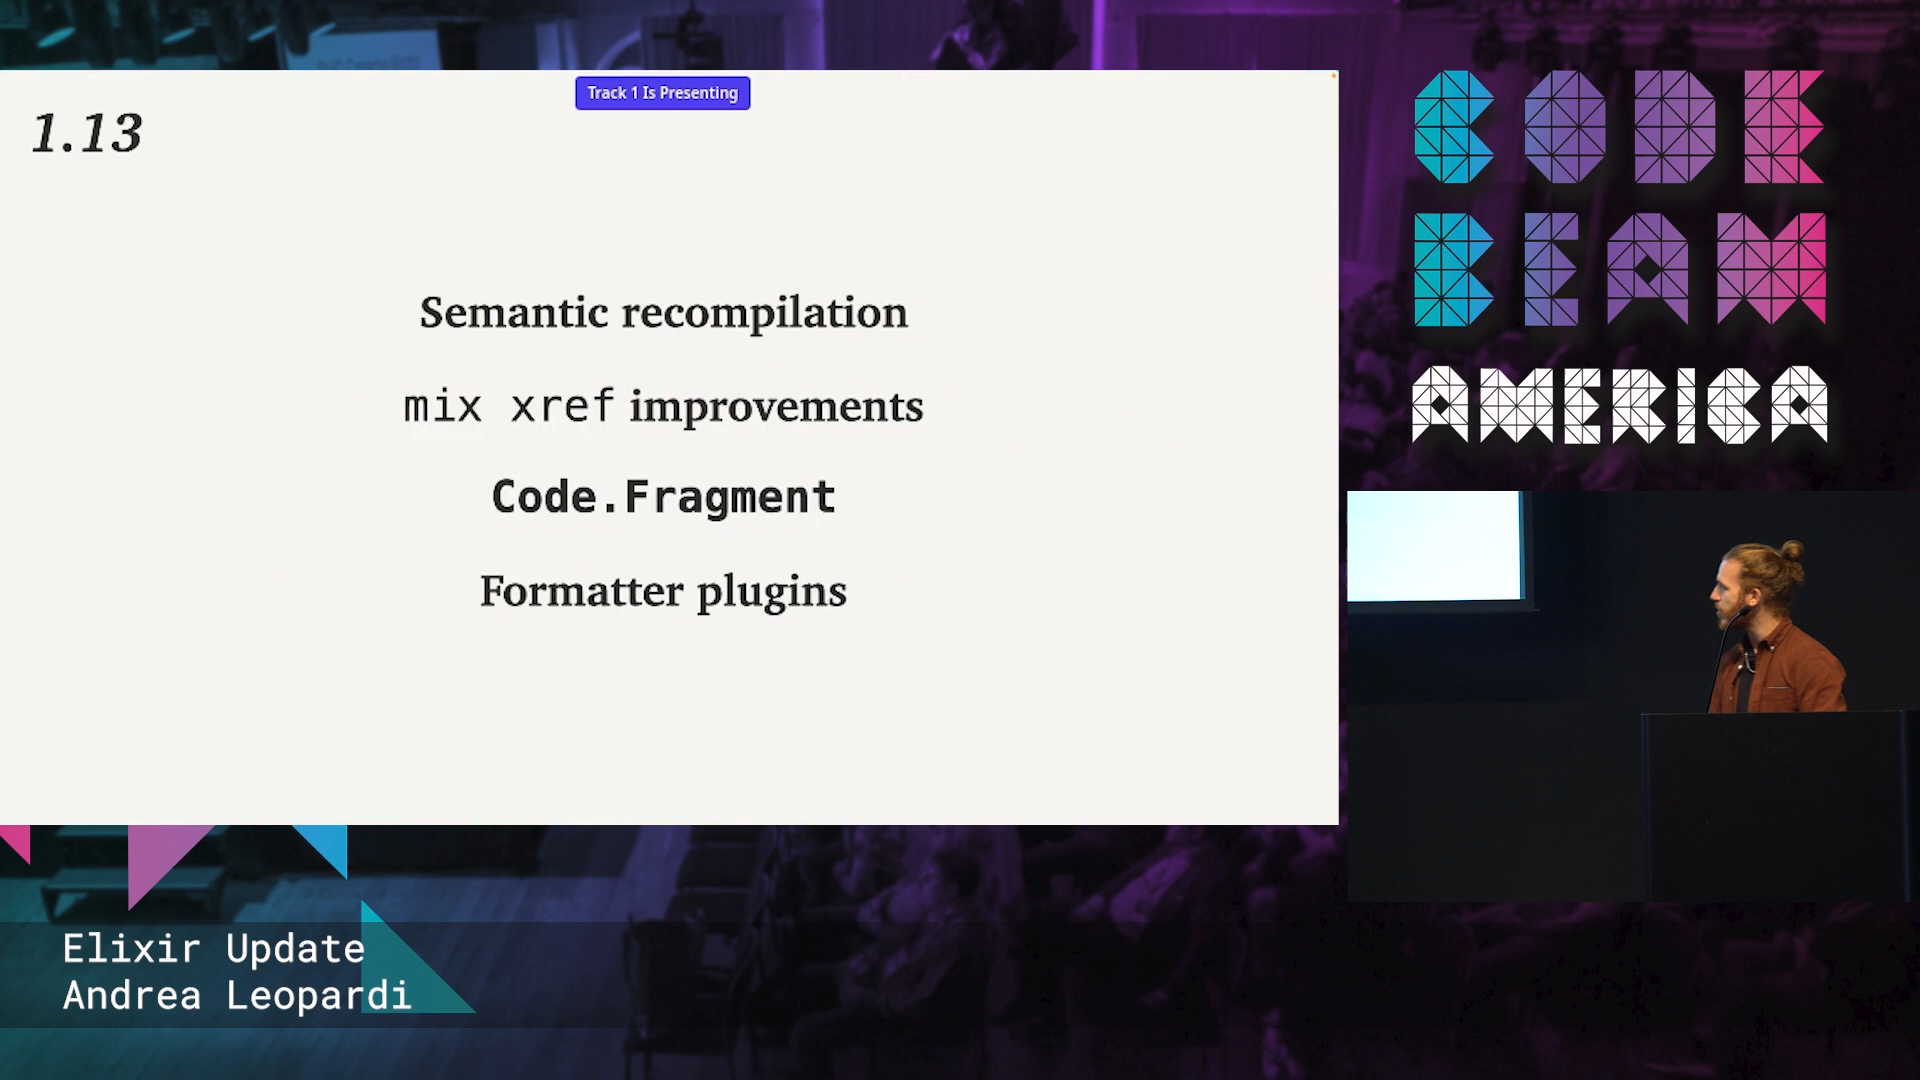 Track 1 Is Presenting
1.13
Semantic recompilation
mix xref improvements
Code.Fragment
Formatter plugins
CODE
BEAM
AMERICA
Elixir Update
Andrea Leopardi